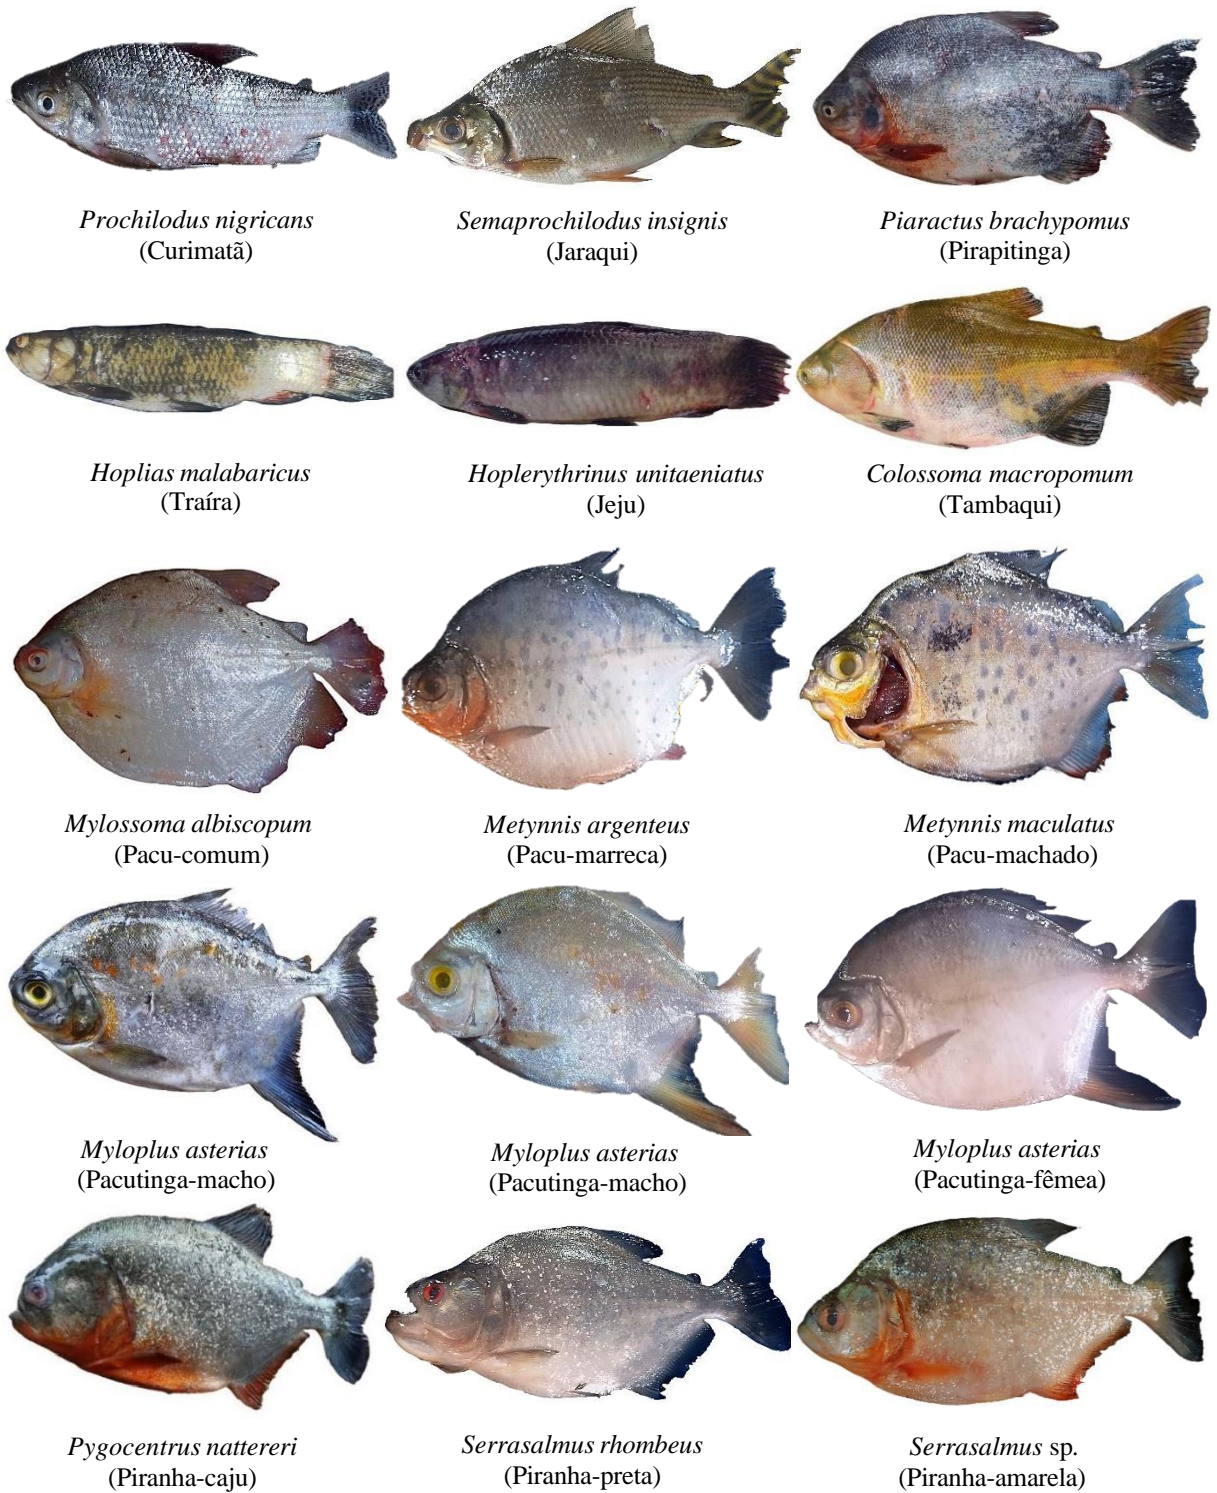 Prochilodus nigricans
(Curimatã)
Semaprochilodus insignis
(Jaraqui)
Piaractus brachypomus
(Pirapitinga)
Hoplias malabaricus
(Traíra)
Hoplerythrinus unitaeniatus
(Jeju)
Colossoma macropomum
(Tambaqui)
Mylossoma albiscopum
(Pacu-comum)
Metynnis argenteus
(Pacu-marreca)
Metynnis maculatus
(Pacu-machado)
Myloplus asterias
(Pacutinga-macho)
Myloplus asterias
(Pacutinga-macho)
Myloplus asterias
(Pacutinga-fêmea)
Pygocentrus nattereri
(Piranha-caju)
Serrasalmus rhombeus
(Piranha-preta)
Serrasalmus sp.
(Piranha-amarela)